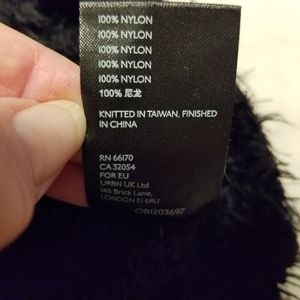 100% NYLON
100% NYLON
100% NYLON
100% NYLON
100% NYLON
100% 尼龙
KNITTED IN TAIWAN, FINISHED
IN CHINA
RN 66170
CA 32054
FOR EU
URBN UK Ltd.
146 Brick Lane,
LONDON E1 6RU
OBJ203697